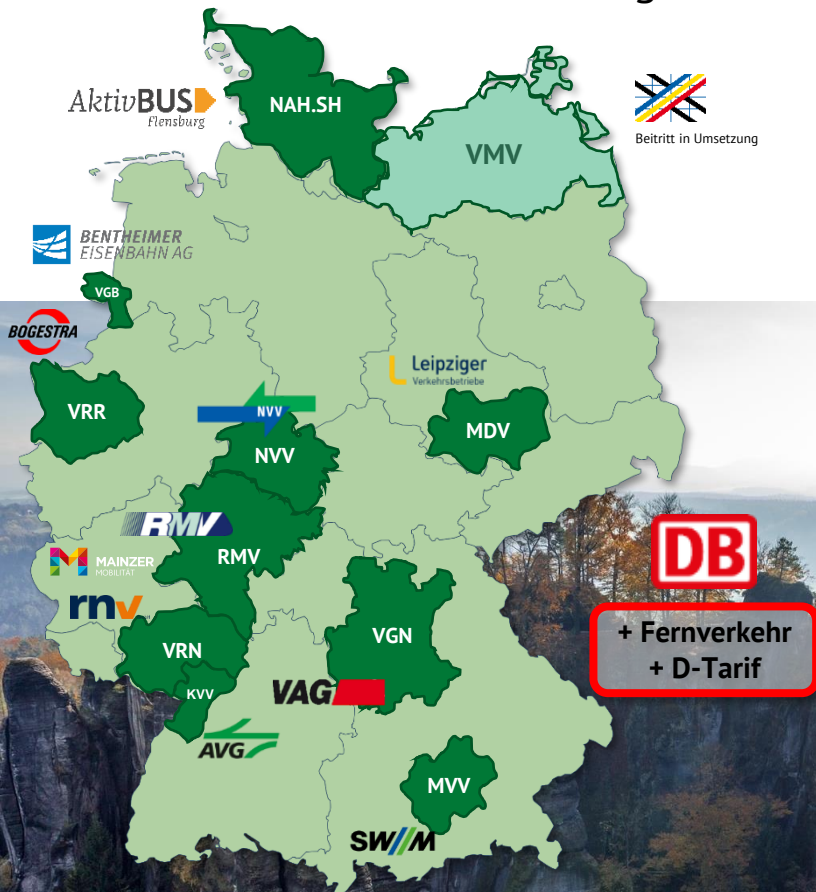 AktivBUS
Flensburg
NAH.SH
VMV
Beitritt in Umsetzung
BENTHEIMER
EISENBAHN AG
VGB
BOGESTRA
Leipziger
Verkehrsbetriebe
VRR
NVV
NVV
MDV
RMV
RMV
MAINZER
MOBILITÄT
DB
rnv
+ Fernverkehr
+ D-Tarif
VGN
VRN
KVV
VAG
AVG
MVV
SW//M